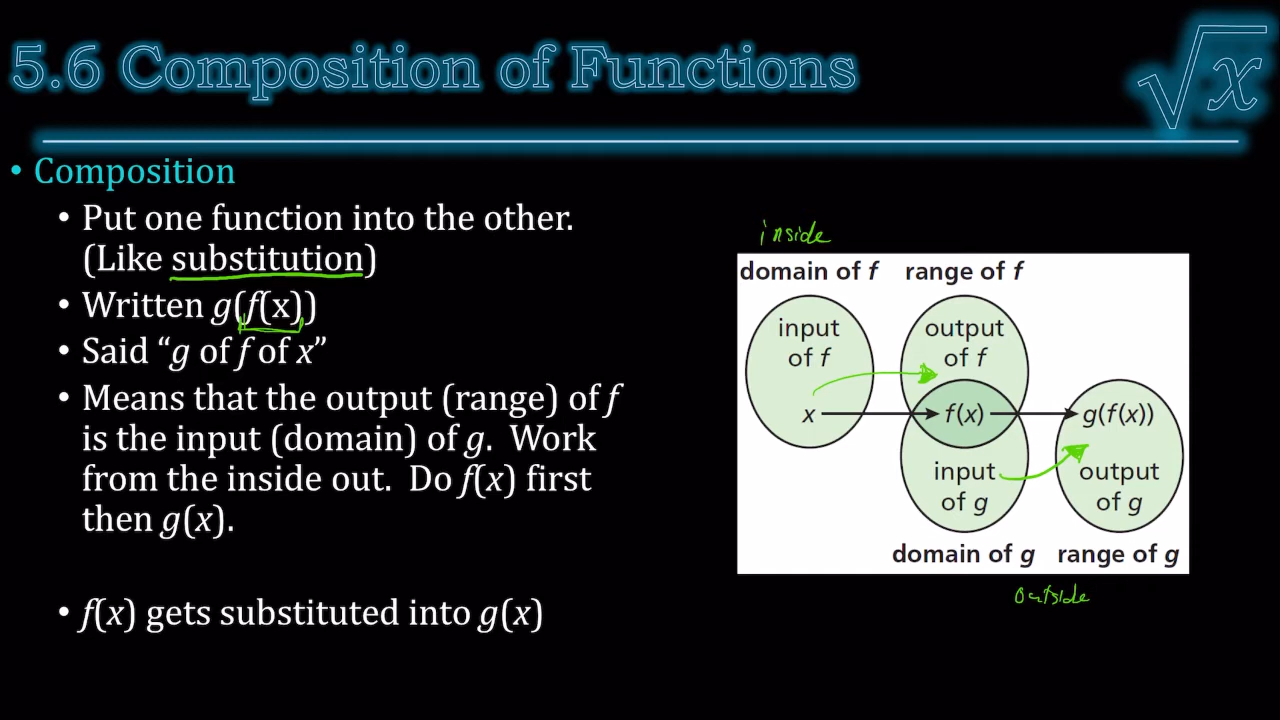 5.6 Composition of Functions
√x
• Composition
• Put one function into the other.
(Like substitution)
• Written g(f(x))
• Said “g of f of x”
• Means that the output (range) of f
is the input (domain) of g. Work
from the inside out. Do f(x) first
then g(x).
• f(x) gets substituted into g(x)
inside
domain of f range of f
input
of f
output
of f
x
f(x)
g(f(x))
input
of g
output
of g
domain of g range of g
outside